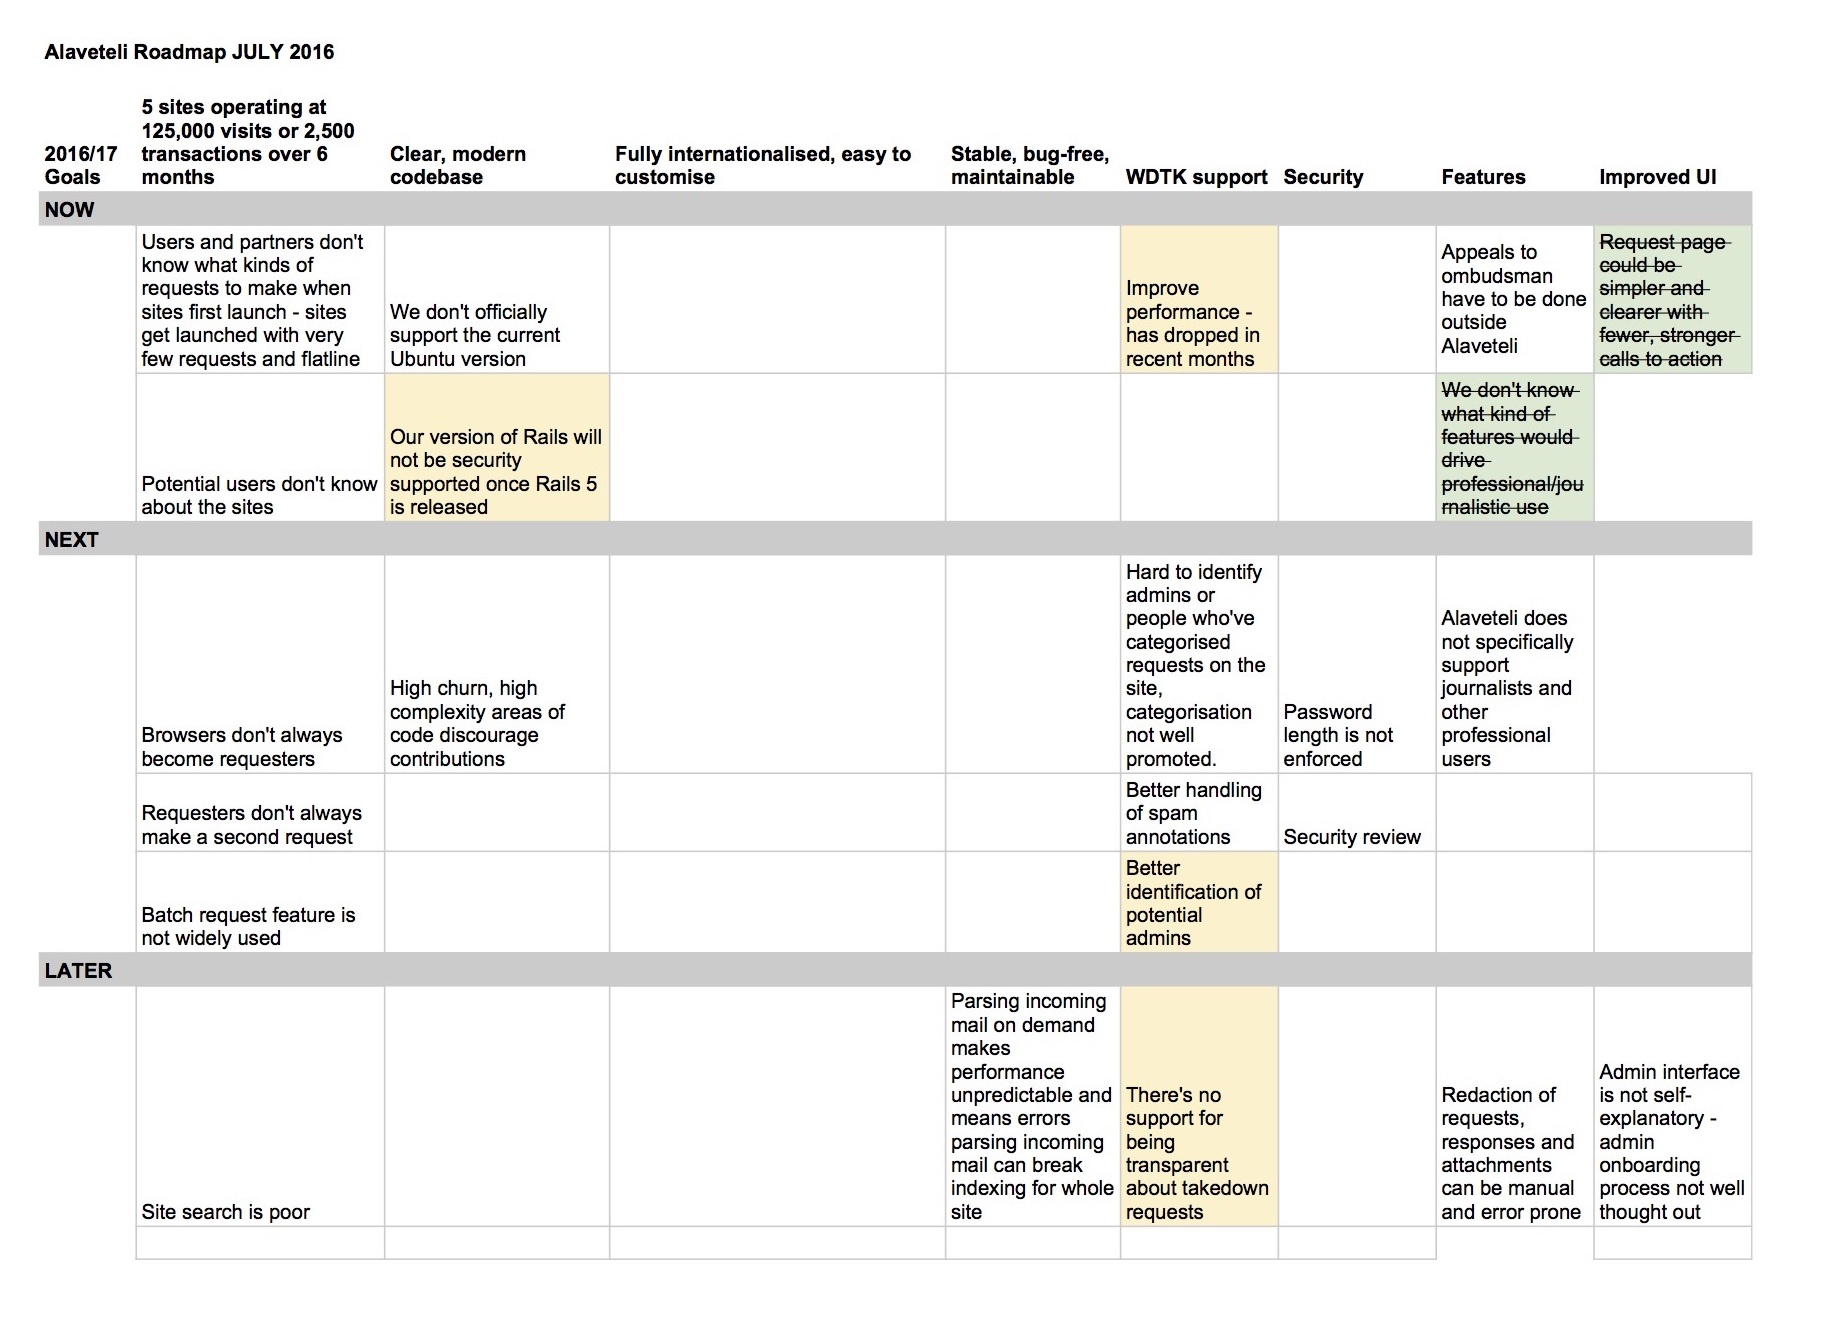 Alaveteli Roadmap JULY 2016
2016/17
Goals
5 sites operating at
125,000 visits or 2,500
transactions over 6
months
Clear, modern
codebase
Fully internationalised, easy to
customise
Stable, bug-free,
maintainable
WDTK support
Security
Features
Improved UI
NOW
Users and partners don't
know what kinds of
requests to make when
sites first launch - sites
get launched with very
few requests and flatline
We don't officially
support the current
Ubuntu version
Improve
performance -
has dropped in
recent months
Appeals to
ombudsman
have to be done
outside
Alaveteli
Request page
could be
simpler and
clearer with
fewer, stronger
calls to action
Potential users don't know
about the sites
Our version of Rails will
not be security
supported once Rails 5
is released
We don't know
what kind of
features would
drive
professional/jou
rnalistic use
NEXT
Browsers don't always
become requesters
High churn, high
complexity areas of
code discourage
contributions
Hard to identify
admins or
people who've
categorised
requests on the
site,
categorisation
not well
promoted.
Password
length is not
enforced
Alaveteli does
not specifically
support
journalists and
other
professional
users
Requesters don't always
make a second request
Better handling
of spam
annotations
Security review
Batch request feature is
not widely used
Better
identification of
potential
admins
LATER
Site search is poor
Parsing incoming
mail on demand
makes
performance
unpredictable and
means errors
parsing incoming
mail can break
indexing for whole
site
There's no
support for
being
transparent
about takedown
requests
Redaction of
requests,
responses and
attachments
can be manual
and error prone
Admin interface
is not self-
explanatory -
admin
onboarding
process not well
thought out